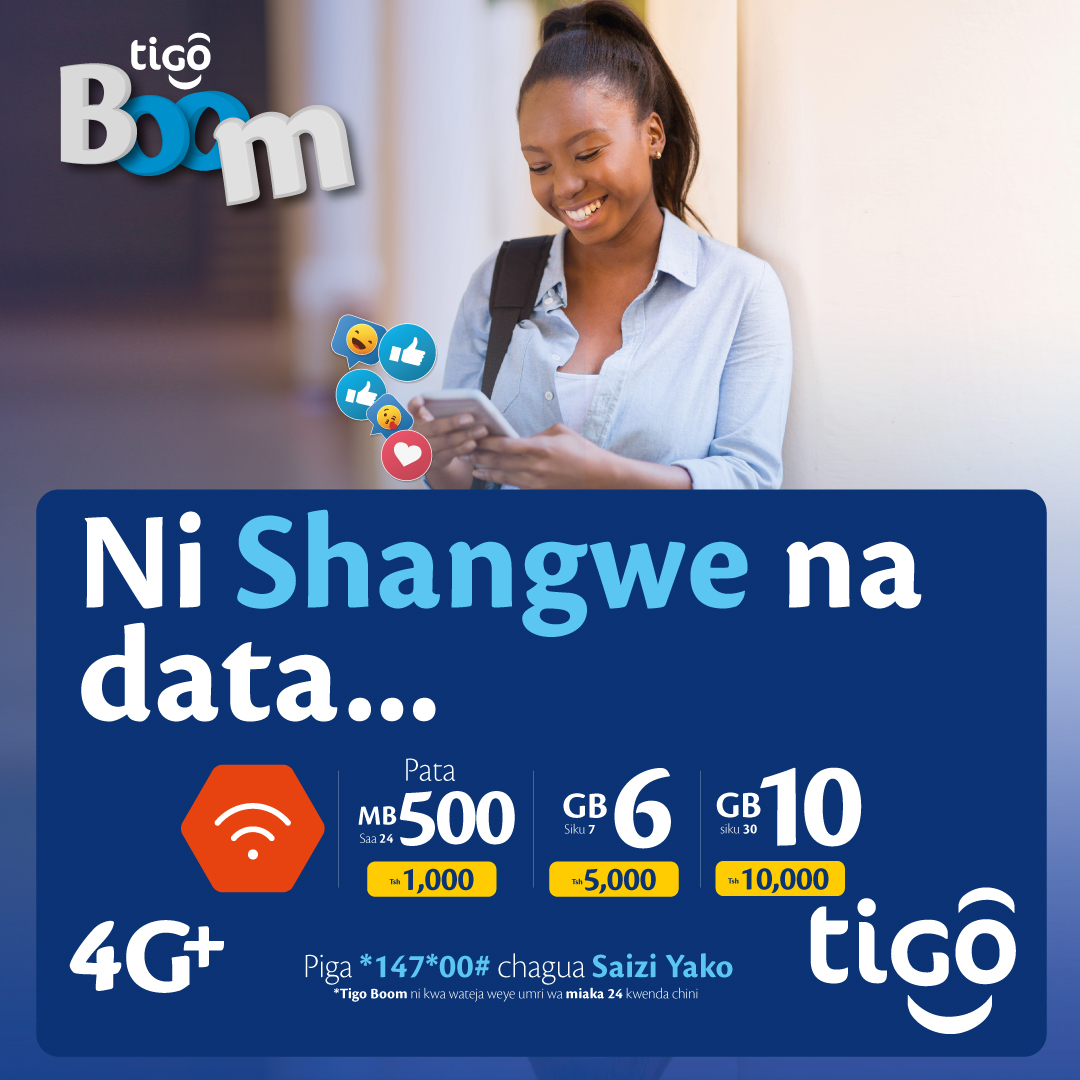 tigo
Boom
Ni Shangwe na
data...
Pata
MB 500
Saa 24
Tsh 1,000
GB 6
Siku 7
Tsh 5,000
GB 10
siku 30
Tsh 10,000
4G+
Piga *147*00# chagua Saizi Yako
*Tigo Boom ni kwa wateja weye umri wa miaka 24 kwenda chini
tigo